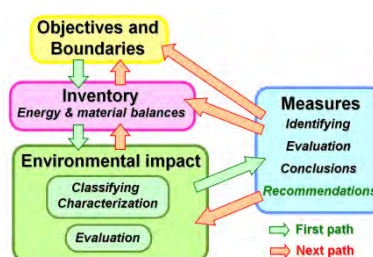 Objectives and
Boundaries
Inventory
Energy & material balances
Environmental impact
Classifying
Characterization
Evaluation
Measures
Identifying
Evaluation
Conclusions
Recommendations
First path
Next path